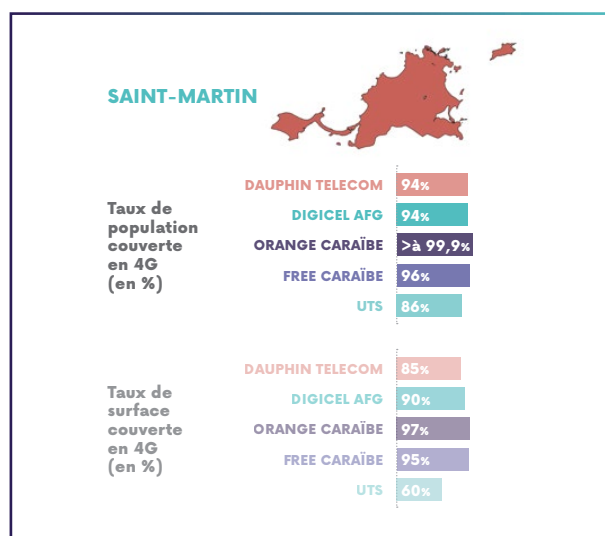 SAINT-MARTIN
Taux de
population
couverte
en 4G
(en %)
DAUPHIN TELECOM 94%
DIGICEL AFG 94%
ORANGE CARAÏBE >à 99,9%
FREE CARAÏBE 96%
UTS 86%
Taux de
surface
couverte
en 4G
(en %)
DAUPHIN TELECOM 85%
DIGICEL AFG 90%
ORANGE CARAÏBE 97%
FREE CARAÏBE 95%
UTS 60%